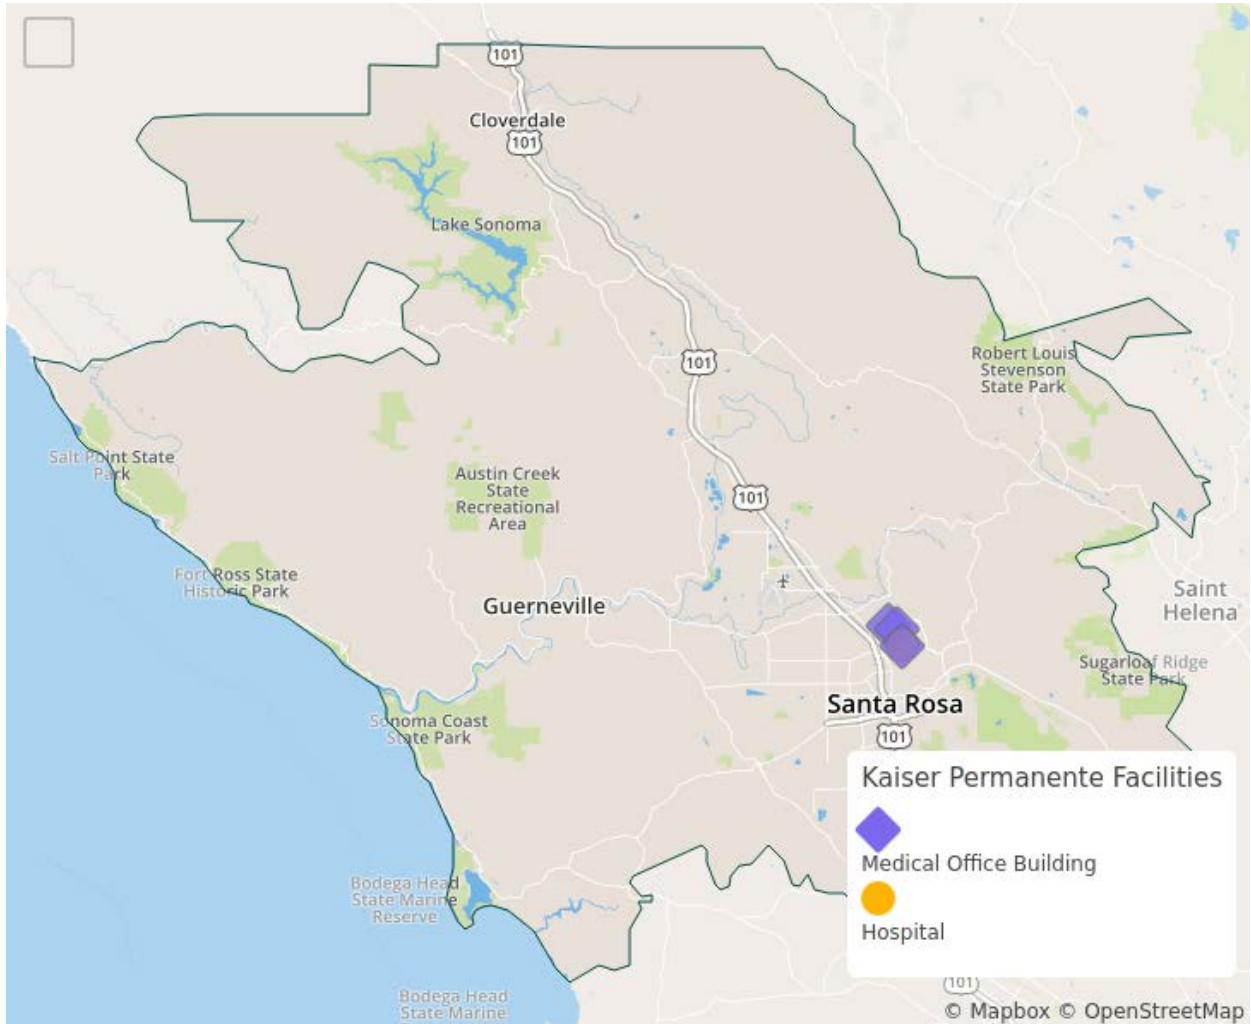 101
Cloverdale
101
Lake Sonoma
101
Robert Louis
Stevenson
State Park
Salt Point State
Park
Austin Creek
State
Recreational
Area
101
Fort Ross State
Historic Park
Guerneville
Saint
Helena
Sugarloaf Ridge
State Park
Santa Rosa
Sonoma Coast
State Park
101
Kaiser Permanente Facilities
Medical Office Building
Hospital
Bodega Head
State Marine
Reserve
101
Bodega Head
State Marine
© Mapbox © OpenStreetMap